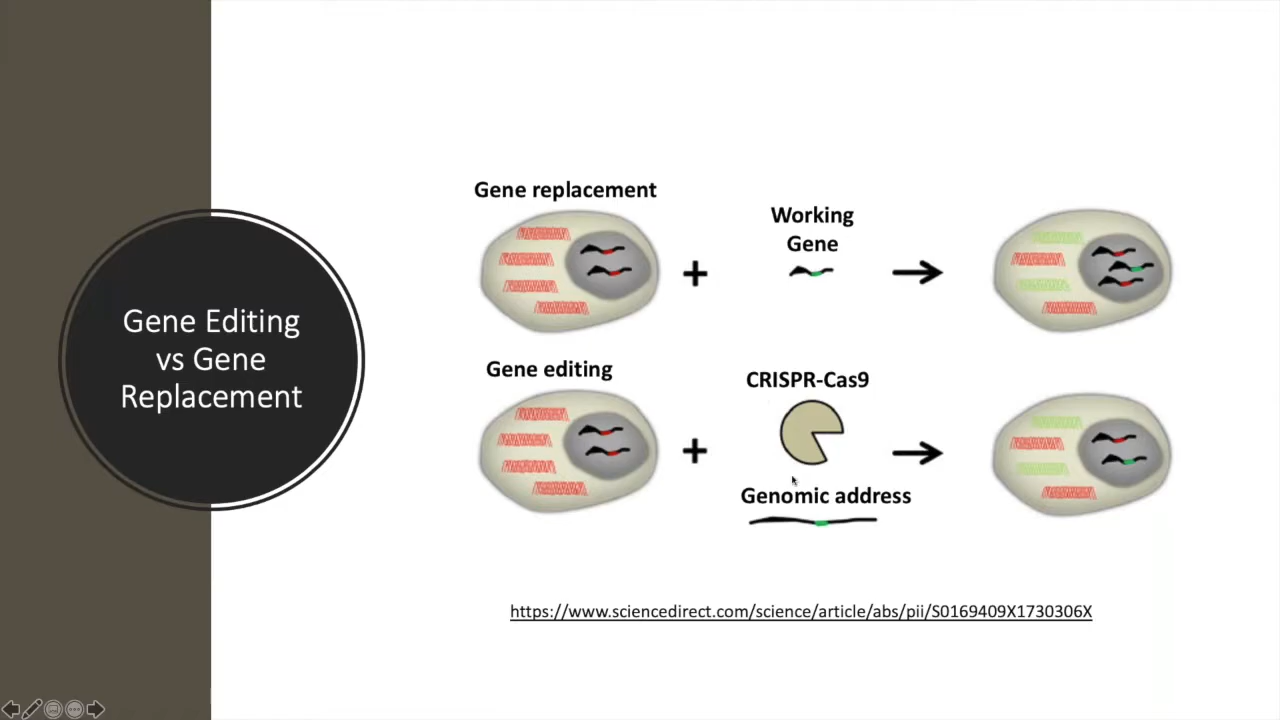 Gene Editing
vs Gene
Replacement
Gene replacement
Working
Gene
Gene editing
CRISPR-Cas9
Genomic address
https://www.sciencedirect.com/science/article/abs/pii/S0169409X1730306X